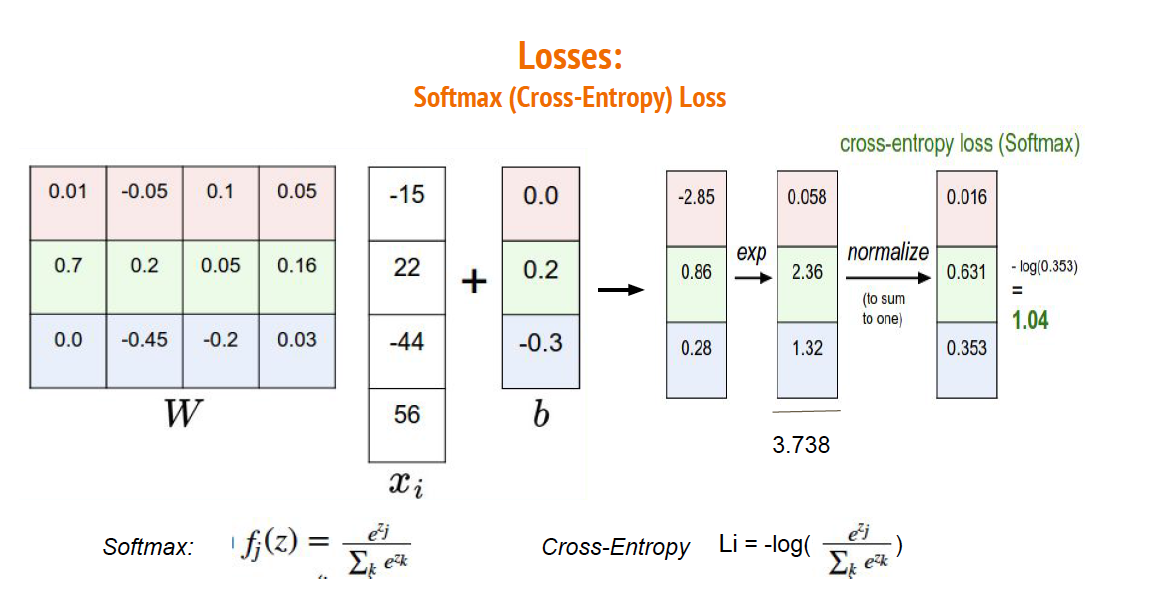 Losses:
Softmax (Cross-Entropy) Loss
cross-entropy loss (Softmax)
0.01 -0.05 0.1 0.05
0.7 0.2 0.05 0.16
0.0 -0.45 -0.2 0.03
W
-15
22
-44
56
x_i
+
0.0
0.2
-0.3
b
-2.85
0.86
0.28
exp
0.058
2.36
1.32
3.738
normalize
(to sum
to one)
0.016
0.631
0.353
- log(0.353)
=
1.04
Softmax: f_j(z) = e^{z_j} / ∑_k e^{z_k}
Cross-Entropy Li = -log( e^{z_j} / ∑_k e^{z_k} )